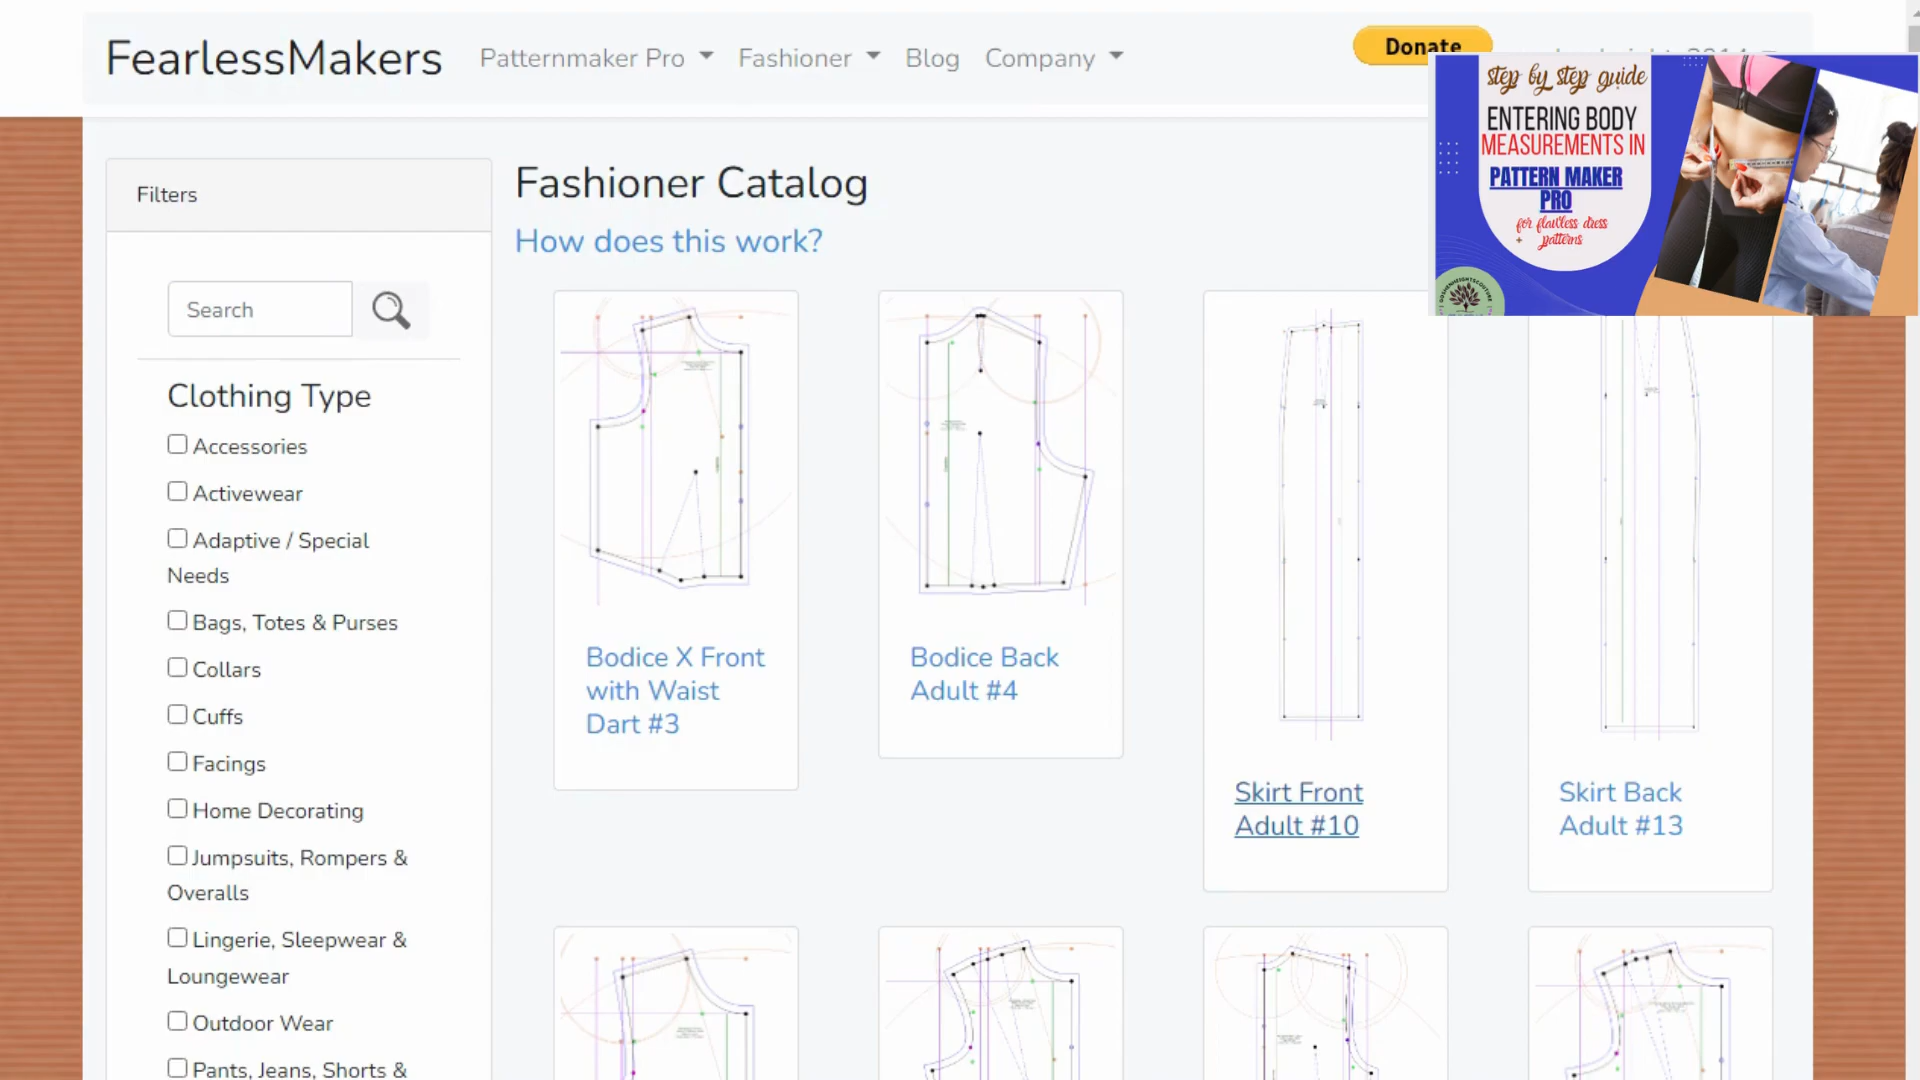 FearlessMakers
Patternmaker Pro
Fashioner
Blog
Company
Donate
step by step guide
ENTERING BODY
MEASUREMENTS IN
PATTERN MAKER
PRO
for flawless dress
patterns
Filters
Search
Clothing Type
Accessories
Activewear
Adaptive / Special
Needs
Bags, Totes & Purses
Collars
Cuffs
Facings
Home Decorating
Jumpsuits, Rompers &
Overalls
Lingerie, Sleepwear &
Loungewear
Outdoor Wear
Pants, Jeans, Shorts &
Fashioner Catalog
How does this work?
Bodice X Front
with Waist
Dart #3
Bodice Back
Adult #4
Skirt Front
Adult #10
Skirt Back
Adult #13